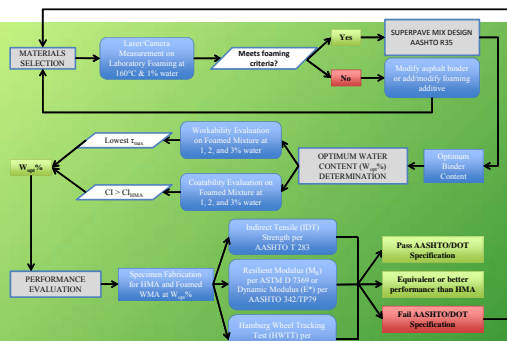 MATERIALS
SELECTION
Laser/Camera
Measurement on
Laboratory Foaming at
160°C & 1% water
Meets foaming
criteria?
Yes
No
SUPERPAVE MIX DESIGN
AASHTO R35
Modify asphalt binder
or add/modify foaming
additive
Optimum
Binder
Content
OPTIMUM WATER
CONTENT (Wopt%)
DETERMINATION
Workability Evaluation
on Foamed Mixture at
1, 2, and 3% water
Coatability Evaluation
on Foamed Mixture at
1, 2, and 3% water
Lowest τmax
CI > CIHMA
Wopt%
PERFORMANCE
EVALUATION
Specimen Fabrication
for HMA and Foamed
WMA at Wopt%
Indirect Tensile (IDT)
Strength per
AASHTO T 283
Resilient Modulus (MR)
per ASTM D 7369 or
Dynamic Modulus (E*) per
AASHTO 342/TP79
Hamburg Wheel Tracking
Test (HWTT) per
Pass AASHTO/DOT
Specification
Equivalent or better
performance than HMA
Fail AASHTO/DOT
Specification